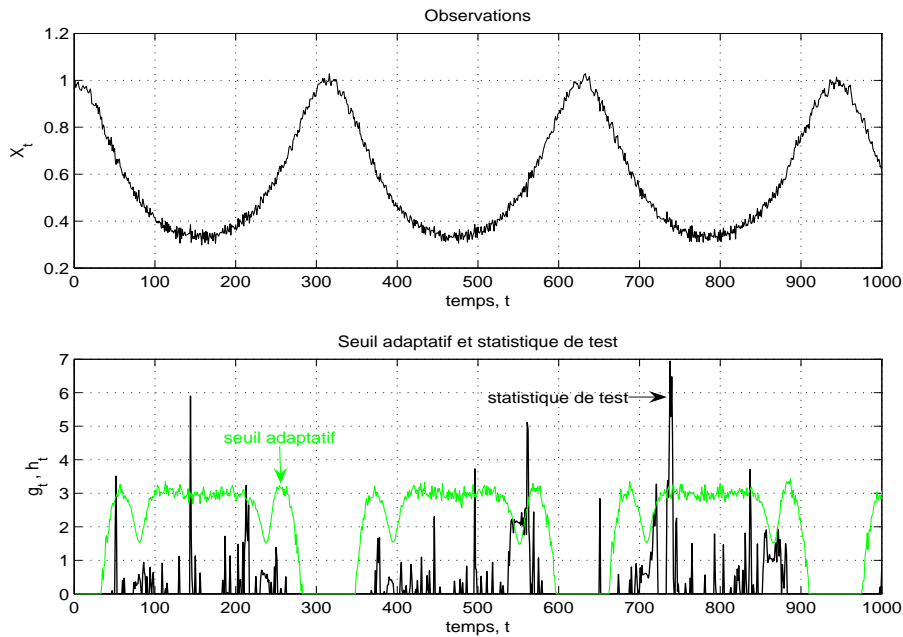 Observations
1.2
1
0.8
0.6
0.4
0.2
X_t
0 100 200 300 400 500 600 700 800 900 1000
temps, t
Seuil adaptatif et statistique de test
7
6
5
4
3
2
1
0
g_t , h_t
statistique de test
seuil adaptatif
0 100 200 300 400 500 600 700 800 900 1000
temps, t